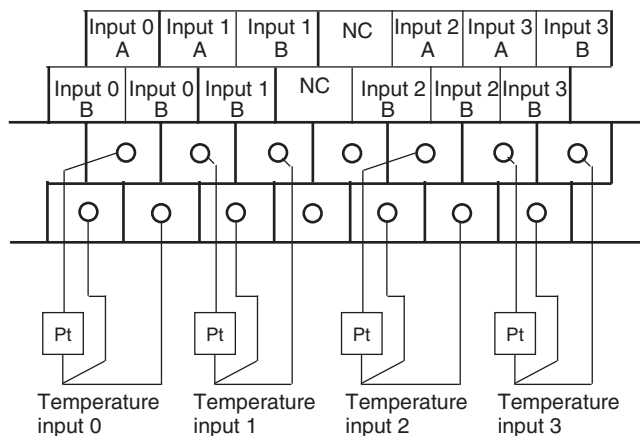 Input 0 Input 1 Input 1 NC Input 2 Input 3 Input 3
A A B A A B
Input 0 Input 0 Input 1 NC Input 2 Input 2 Input 3
B B B B B B
Pt Pt Pt Pt
Temperature Temperature Temperature Temperature
input 0 input 1 input 2 input 3